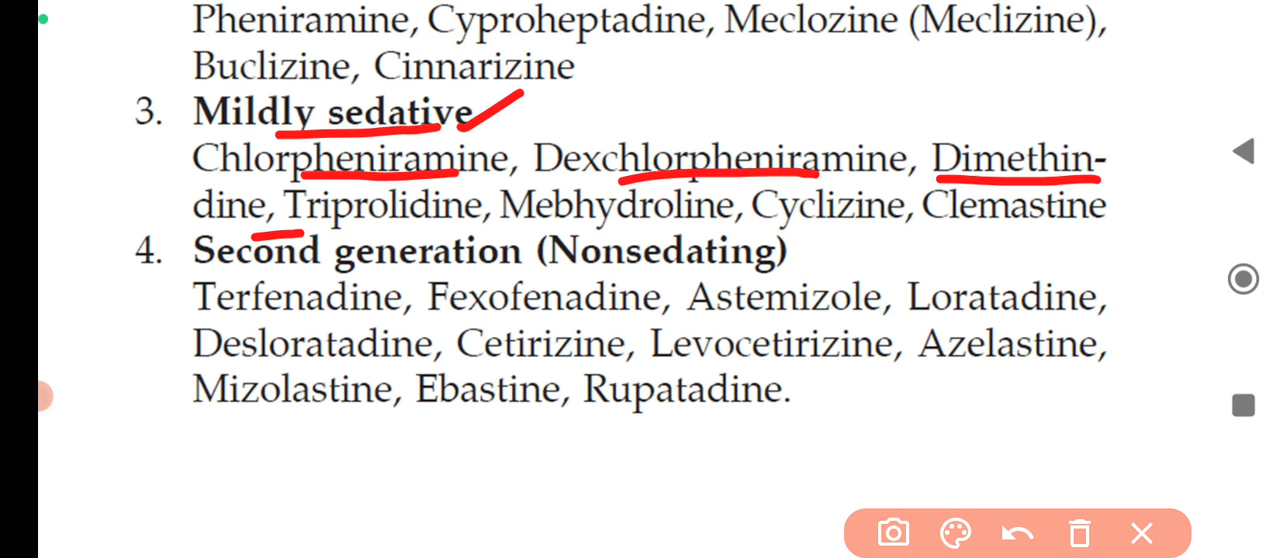 Pheniramine, Cyproheptadine, Meclozine (Meclizine),
Buclizine, Cinnarizine
3. Mildly sedative
Chlorpheniramine, Dexchlorpheniramine, Dimethin-
dine, Triprolidine, Mebhydroline, Cyclizine, Clemastine
4. Second generation (Nonsedating)
Terfenadine, Fexofenadine, Astemizole, Loratadine,
Desloratadine, Cetirizine, Levocetirizine, Azelastine,
Mizolastine, Ebastine, Rupatadine.